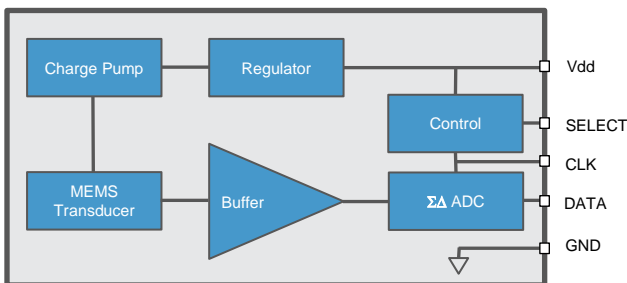 Charge Pump
Regulator
Vdd
Control
SELECT
CLK
MEMS
Transducer
Buffer
ΣΔ ADC
DATA
GND